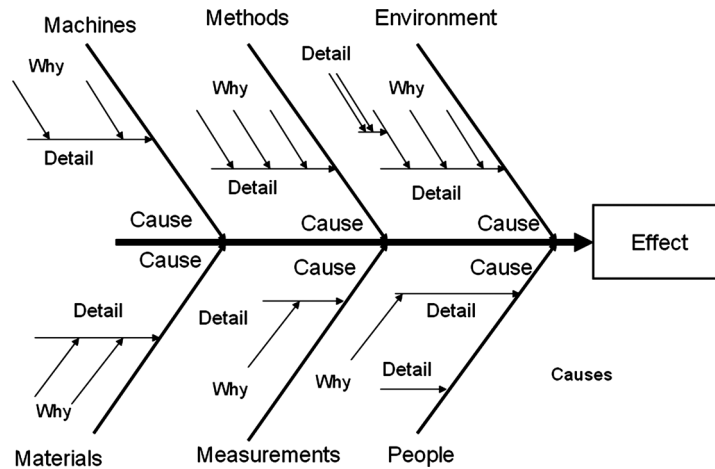 Machines
Methods
Environment
Why
Why
Detail
Why
Detail
Detail
Detail
Cause
Cause
Cause
Effect
Cause
Cause
Cause
Detail
Detail
Detail
Why
Why
Why
Detail
Causes
Materials
Measurements
People